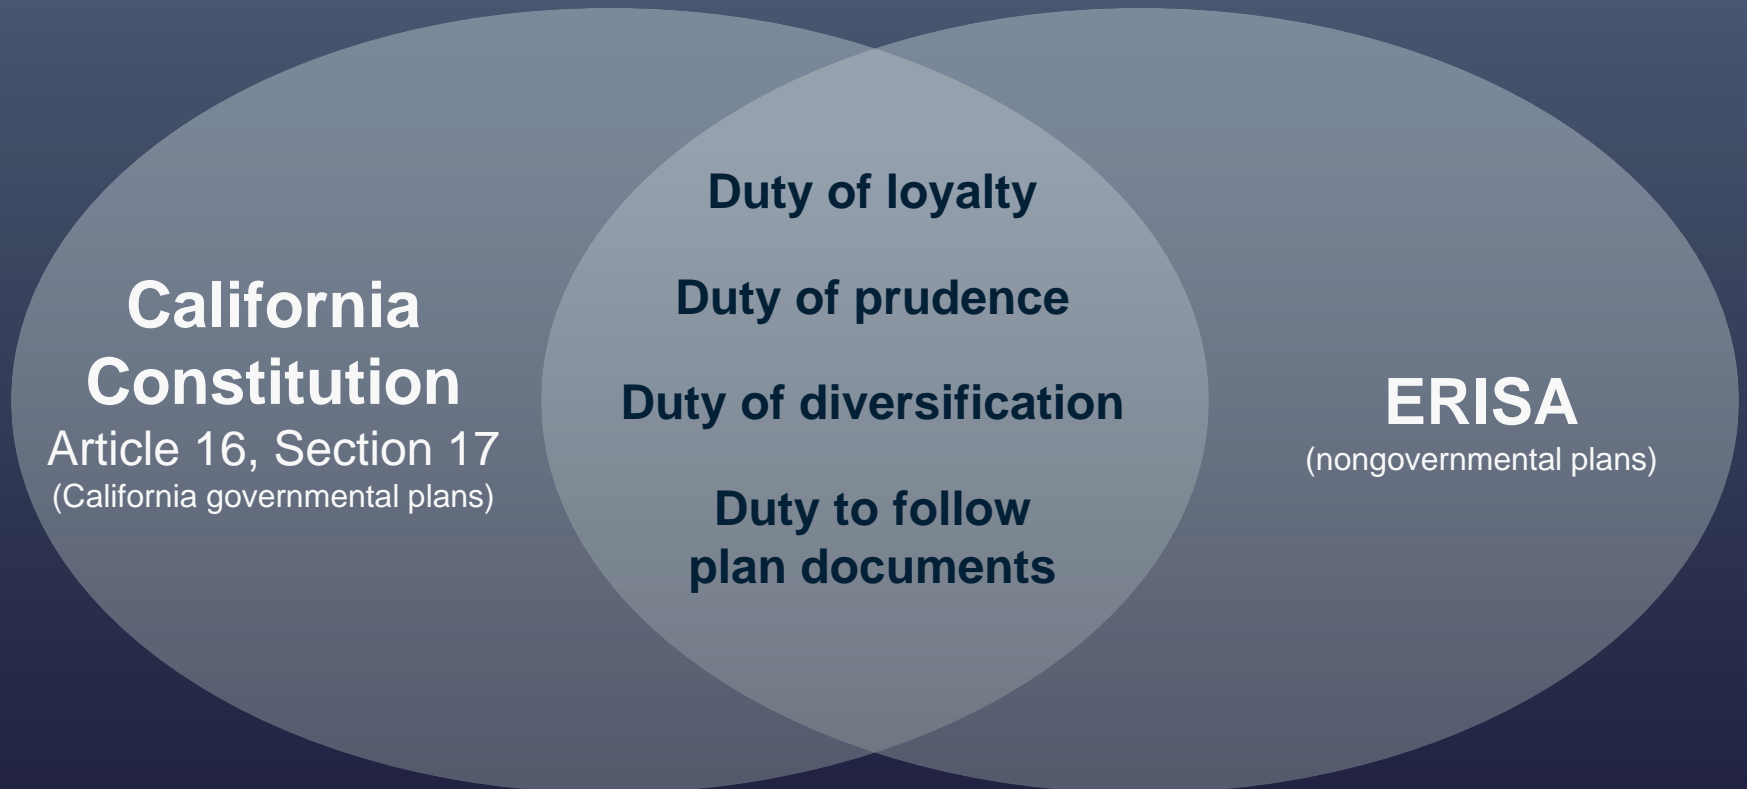 California
Constitution
Article 16, Section 17
(California governmental plans)
Duty of loyalty
Duty of prudence
Duty of diversification
Duty to follow
plan documents
ERISA
(nongovernmental plans)